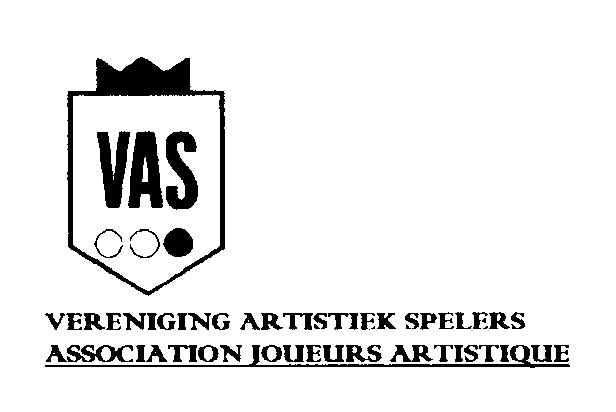 VAS
VERENIGING ARTISTIEK SPELERS
ASSOCIATION JOUEURS ARTISTIQUE